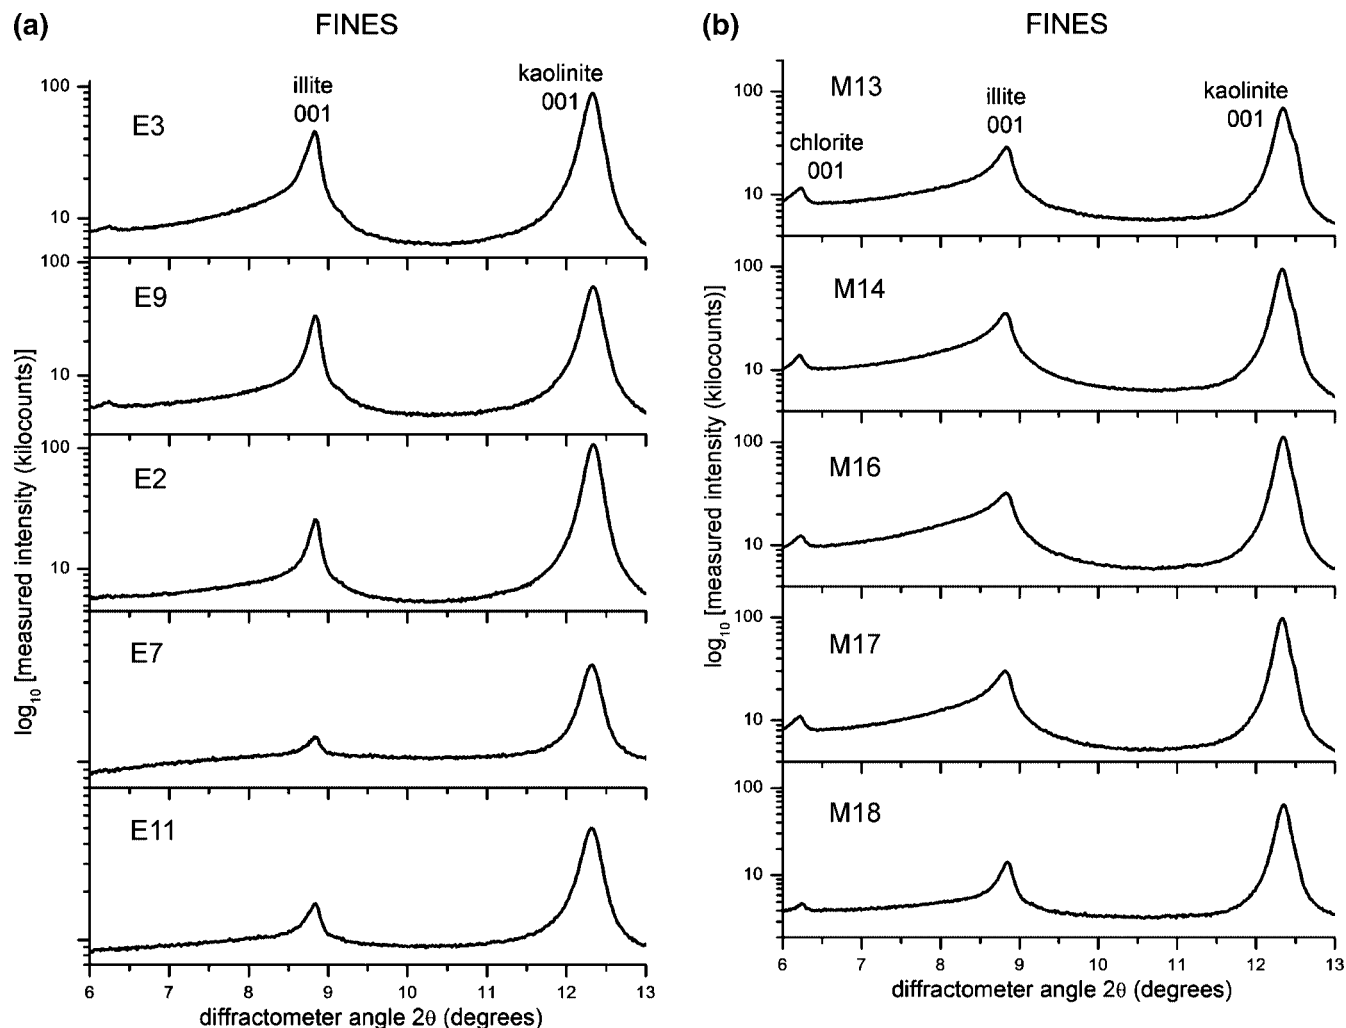 (a)
FINES
illite
001
kaolinite
001
E3
100
10
E9
100
10
E2
100
10
E7
E11
6 7 8 9 10 11 12 13
log10 [measured intensity (kilocounts)]
diffractometer angle 2θ (degrees)
(b)
FINES
M13
chlorite
001
illite
001
kaolinite
001
100
10
M14
100
10
M16
100
10
M17
100
10
M18
100
10
6 7 8 9 10 11 12 13
log10 [measured intensity (kilocounts)]
diffractometer angle 2θ (degrees)